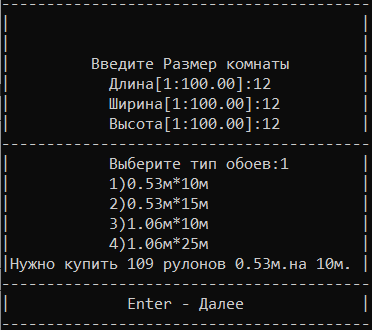 Введите Размер комнаты
Длина[1:100.00]:12
Ширина[1:100.00]:12
Высота[1:100.00]:12
Выберите тип обоев:1
1)0.53м*10м
2)0.53м*15м
3)1.06м*10м
4)1.06м*25м
Нужно купить 109 рулонов 0.53м.на 10м.
Enter - Далее